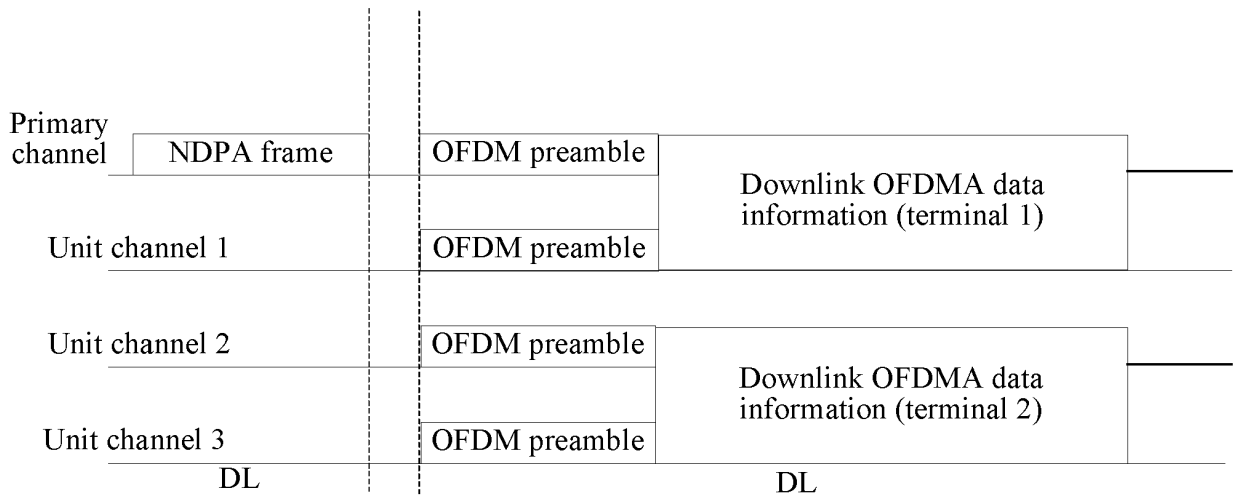 Primary
channel
NDPA frame
OFDM preamble
Downlink OFDMA data
information (terminal 1)
Unit channel 1
OFDM preamble
Unit channel 2
OFDM preamble
Downlink OFDMA data
information (terminal 2)
Unit channel 3
OFDM preamble
DL
DL